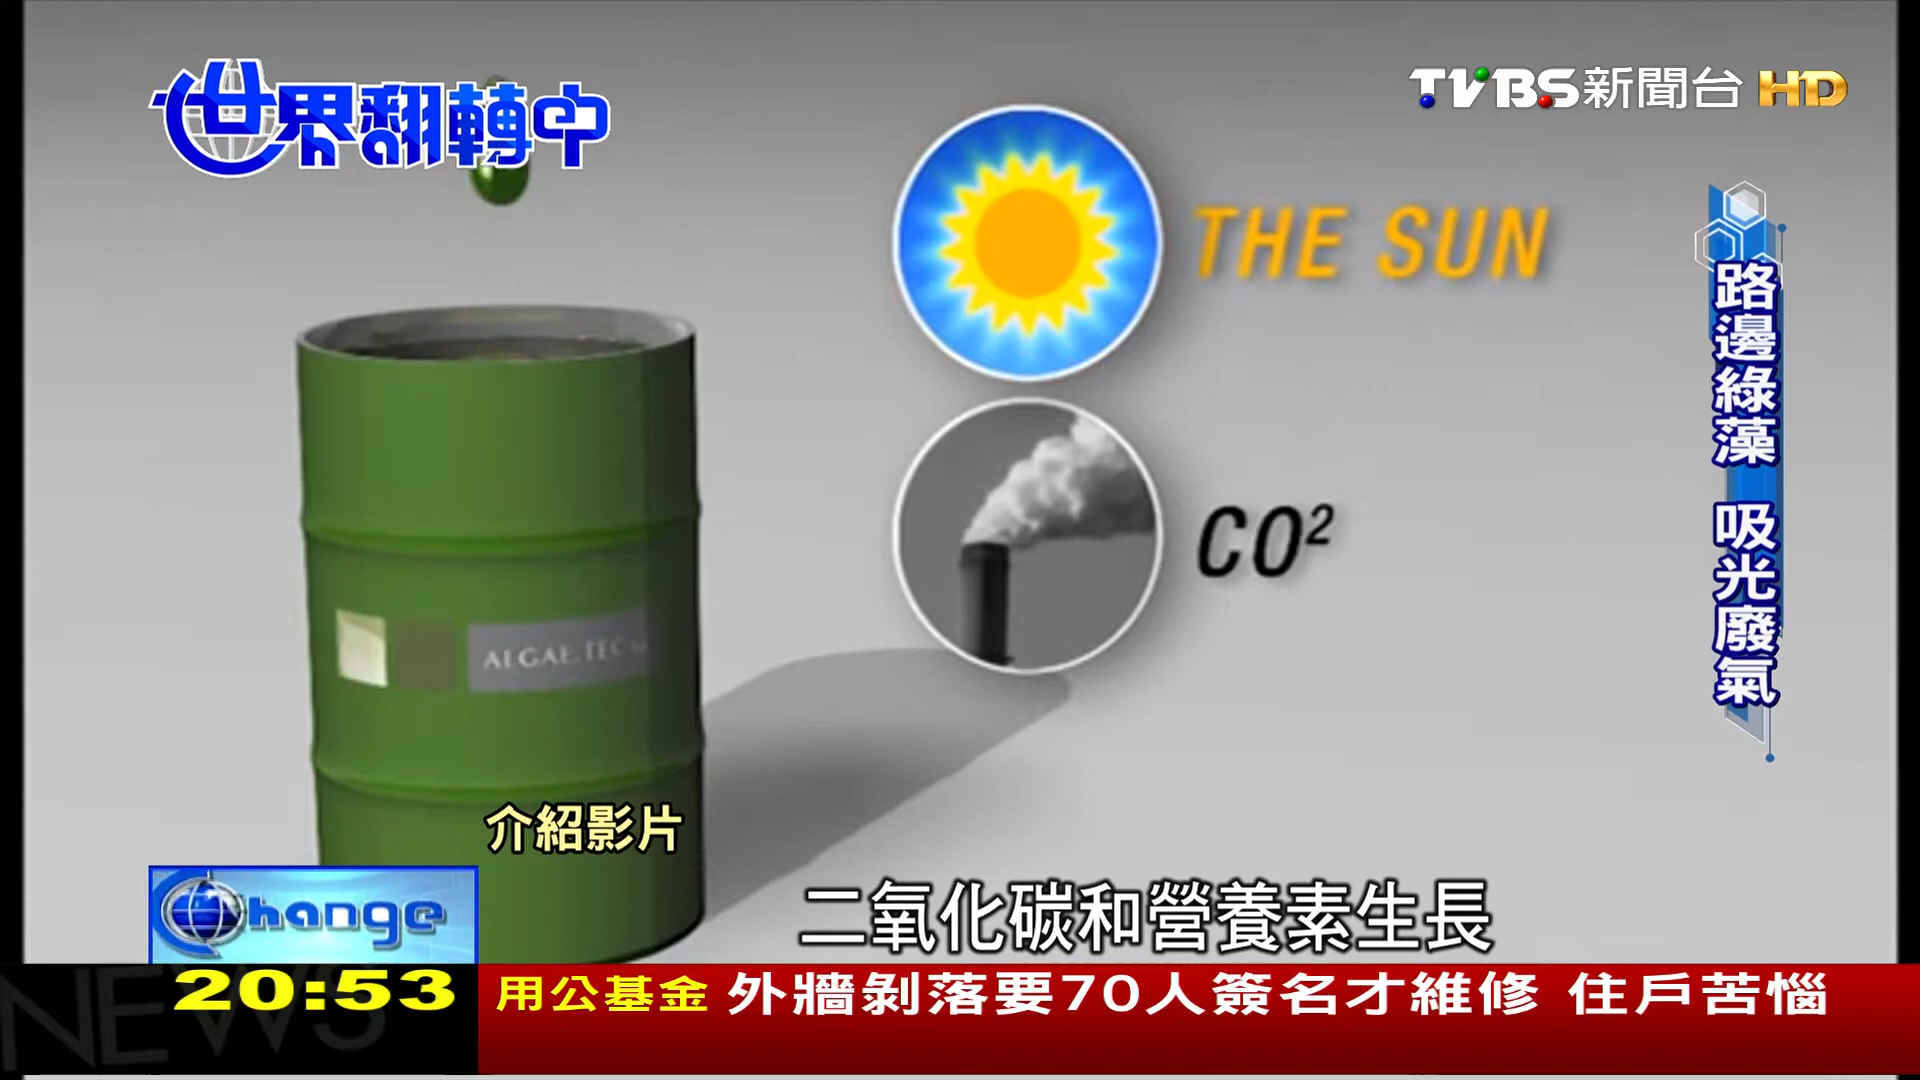 世界翻轉中
TVBS新聞台 HD
THE SUN
CO²
路邊綠藻 吸光廢氣
ALGAE.TEC
介紹影片
Change
二氧化碳和營養素生長
NEWS
20:53
用公基金 外牆剝落要70人簽名才維修 住戶苦惱